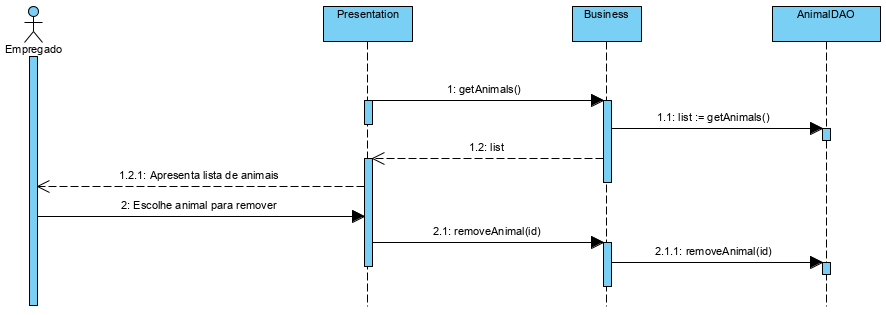 Presentation
Business
AnimalDAO
Empregado
1: getAnimals()
1.1: list := getAnimals()
1.2: list
1.2.1: Apresenta lista de animais
2: Escolhe animal para remover
2.1: removeAnimal(id)
2.1.1: removeAnimal(id)